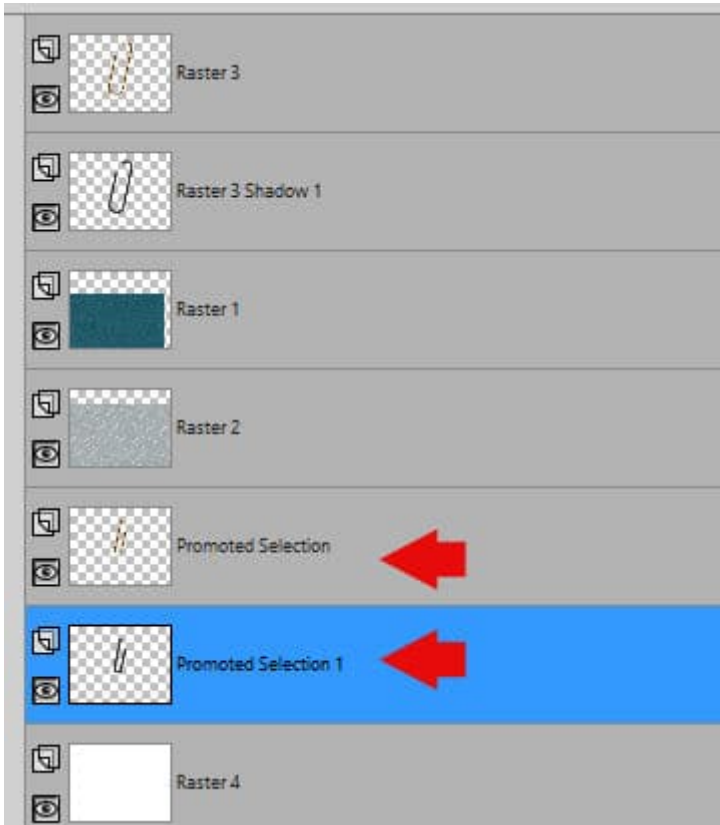 Raster 3
Raster 3 Shadow 1
Raster 1
Raster 2
Promoted Selection
Promoted Selection 1
Raster 4